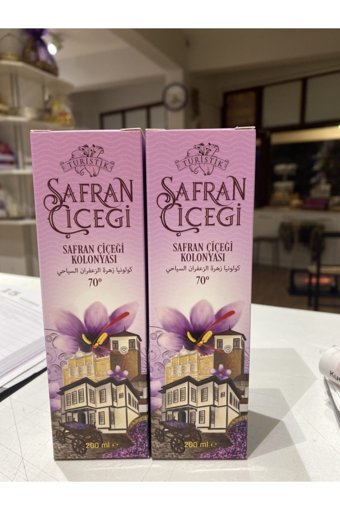 TURİSTİK
SAFRAN
ÇİÇEĞİ
SAFRAN ÇİÇEĞİ
KOLONYASI
كولونيا زهرة الزعفران السياحي
70°
200 ml e
TURİSTİK
SAFRAN
ÇİÇEĞİ
SAFRAN ÇİÇEĞİ
KOLONYASI
كولونيا زهرة الزعفران السياحي
70°
200 ml e